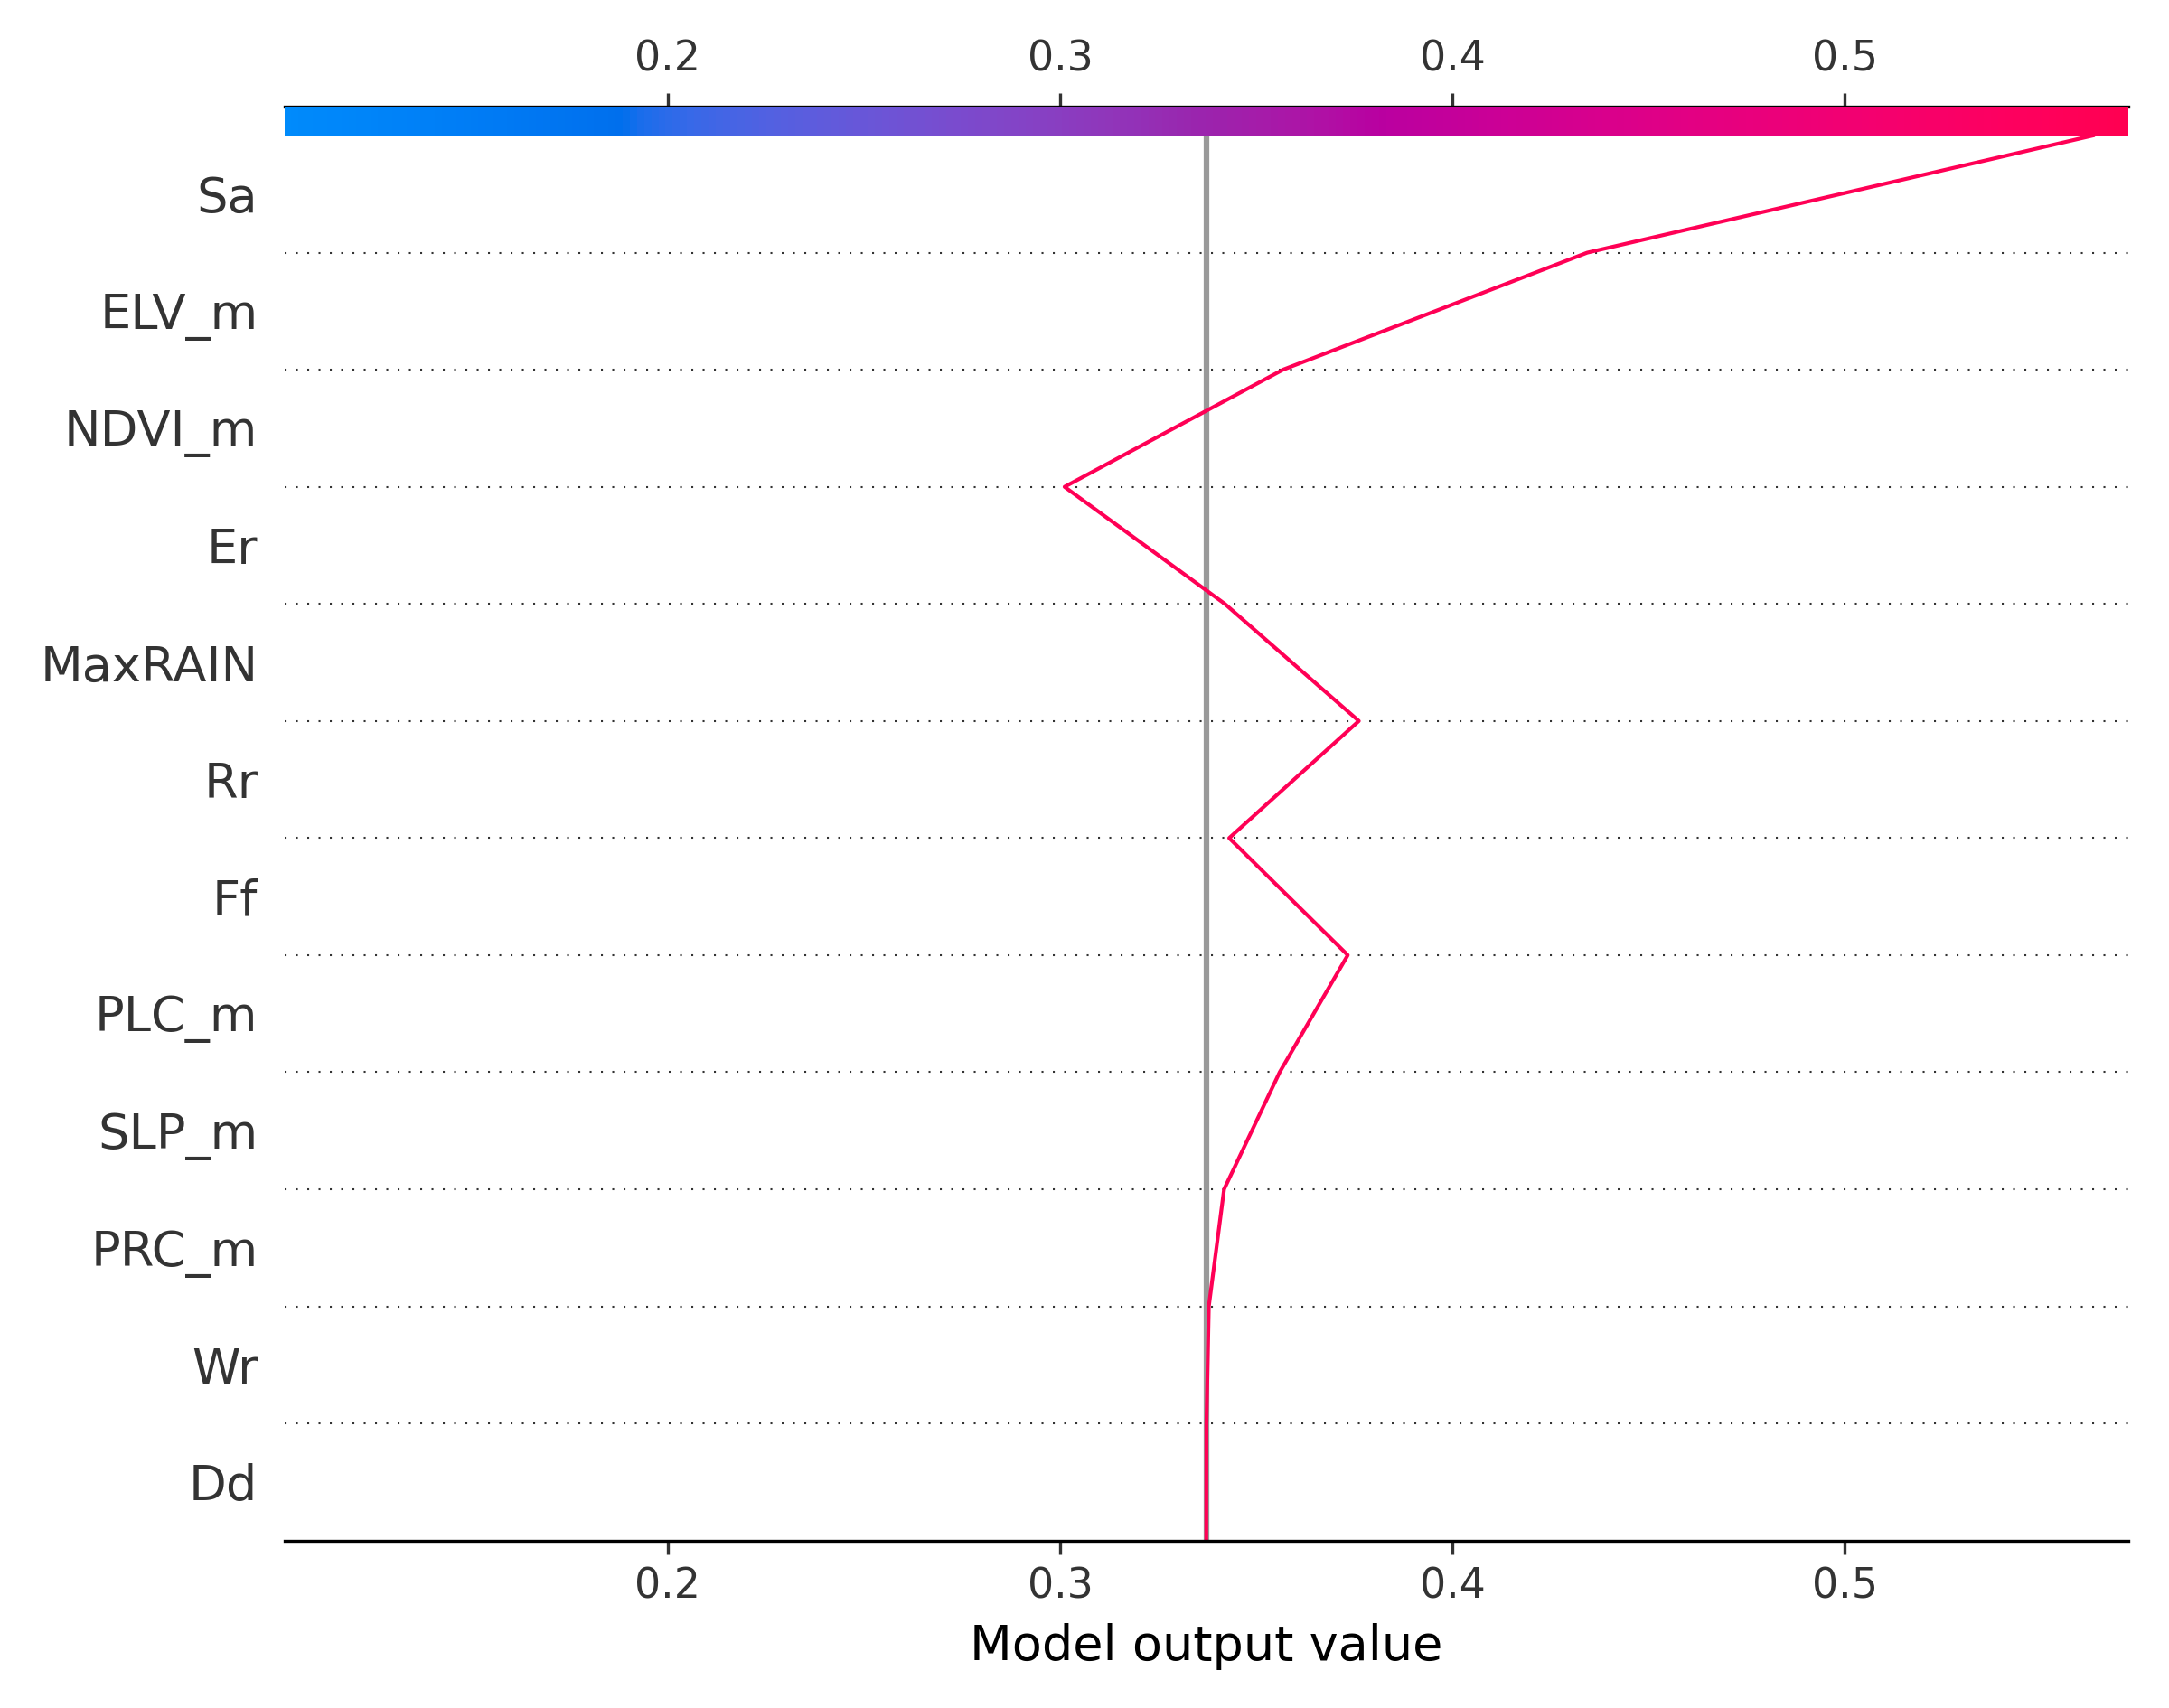 0.2 0.3 0.4 0.5
Sa
ELV_m
NDVI_m
Er
MaxRAIN
Rr
Ff
PLC_m
SLP_m
PRC_m
Wr
Dd
0.2 0.3 0.4 0.5
Model output value